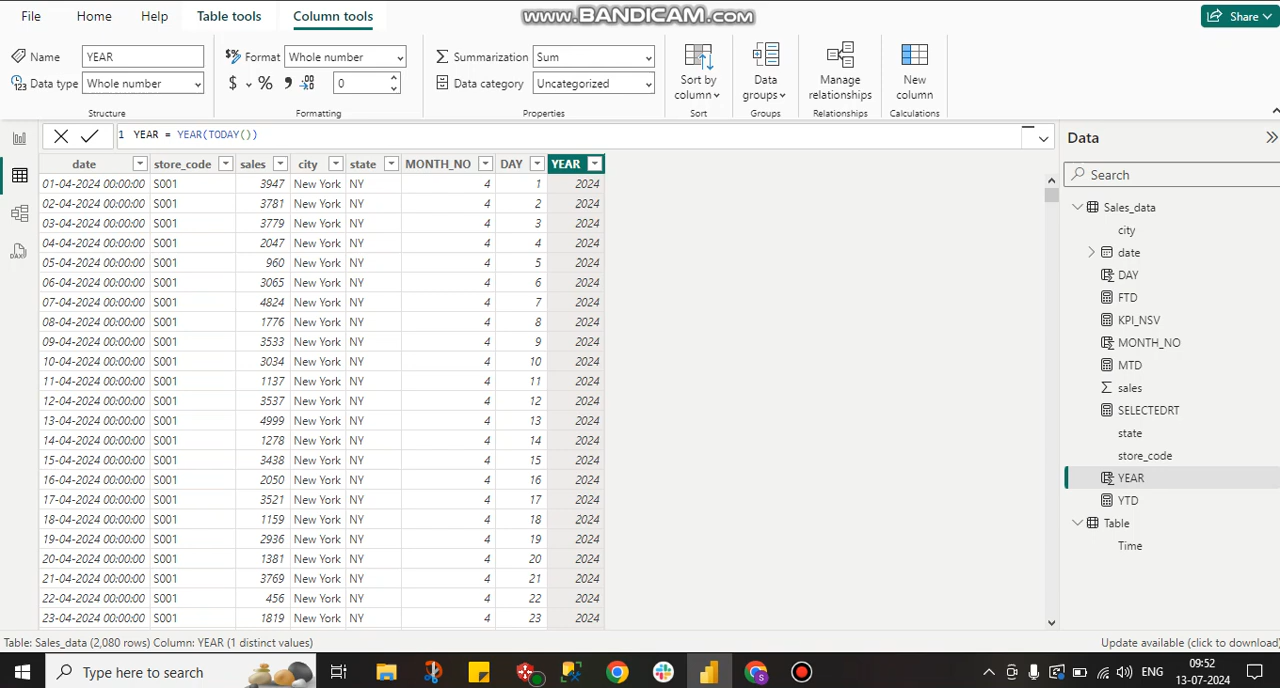 File Home Help Table tools Column tools www.BANDICAM.com Share
Name YEAR Format Whole number Summarization Sum Sort by column Data groups Manage relationships New column
Data type Whole number $ % 0 Data category Uncategorized
Structure Formatting Properties Sort Groups Relationships Calculations
1 YEAR = YEAR(TODAY())
date store_code sales city state MONTH_NO DAY YEAR
01-04-2024 00:00:00 S001 3947 New York NY 4 1 2024
02-04-2024 00:00:00 S001 3781 New York NY 4 2 2024
03-04-2024 00:00:00 S001 3779 New York NY 4 3 2024
04-04-2024 00:00:00 S001 2047 New York NY 4 4 2024
05-04-2024 00:00:00 S001 960 New York NY 4 5 2024
06-04-2024 00:00:00 S001 3065 New York NY 4 6 2024
07-04-2024 00:00:00 S001 4824 New York NY 4 7 2024
08-04-2024 00:00:00 S001 1776 New York NY 4 8 2024
09-04-2024 00:00:00 S001 3533 New York NY 4 9 2024
10-04-2024 00:00:00 S001 3034 New York NY 4 10 2024
11-04-2024 00:00:00 S001 1137 New York NY 4 11 2024
12-04-2024 00:00:00 S001 3537 New York NY 4 12 2024
13-04-2024 00:00:00 S001 4999 New York NY 4 13 2024
14-04-2024 00:00:00 S001 1278 New York NY 4 14 2024
15-04-2024 00:00:00 S001 3438 New York NY 4 15 2024
16-04-2024 00:00:00 S001 2050 New York NY 4 16 2024
17-04-2024 00:00:00 S001 3521 New York NY 4 17 2024
18-04-2024 00:00:00 S001 1159 New York NY 4 18 2024
19-04-2024 00:00:00 S001 2936 New York NY 4 19 2024
20-04-2024 00:00:00 S001 1381 New York NY 4 20 2024
21-04-2024 00:00:00 S001 3769 New York NY 4 21 2024
22-04-2024 00:00:00 S001 456 New York NY 4 22 2024
23-04-2024 00:00:00 S001 1819 New York NY 4 23 2024
Data
Search
Sales_data
city
date
DAY
FTD
KPI_NSV
MONTH_NO
MTD
sales
SELECTEDRT
state
store_code
YEAR
YTD
Table
Time
Table: Sales_data (2,080 rows) Column: YEAR (1 distinct values) Update available (click to download)
Type here to search ENG 09:52
13-07-2024